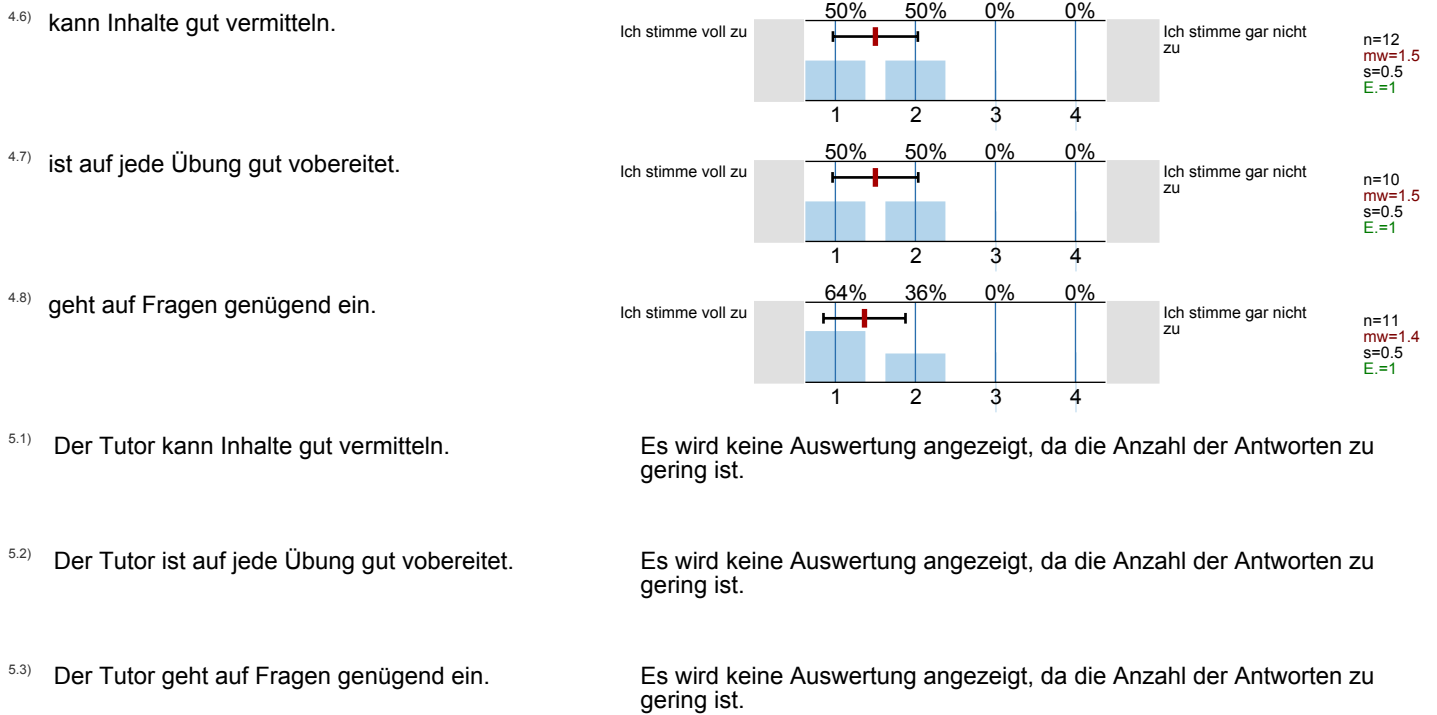 4.6) kann Inhalte gut vermitteln.
50% 50% 0% 0%
Ich stimme voll zu
Ich stimme gar nicht
zu
n=12
mw=1.5
s=0.5
E.=1
1 2 3 4
4.7) ist auf jede Übung gut vobereitet.
50% 50% 0% 0%
Ich stimme voll zu
Ich stimme gar nicht
zu
n=10
mw=1.5
s=0.5
E.=1
1 2 3 4
4.8) geht auf Fragen genügend ein.
64% 36% 0% 0%
Ich stimme voll zu
Ich stimme gar nicht
zu
n=11
mw=1.4
s=0.5
E.=1
1 2 3 4
5.1) Der Tutor kann Inhalte gut vermitteln.
Es wird keine Auswertung angezeigt, da die Anzahl der Antworten zu
gering ist.
5.2) Der Tutor ist auf jede Übung gut vobereitet.
Es wird keine Auswertung angezeigt, da die Anzahl der Antworten zu
gering ist.
5.3) Der Tutor geht auf Fragen genügend ein.
Es wird keine Auswertung angezeigt, da die Anzahl der Antworten zu
gering ist.